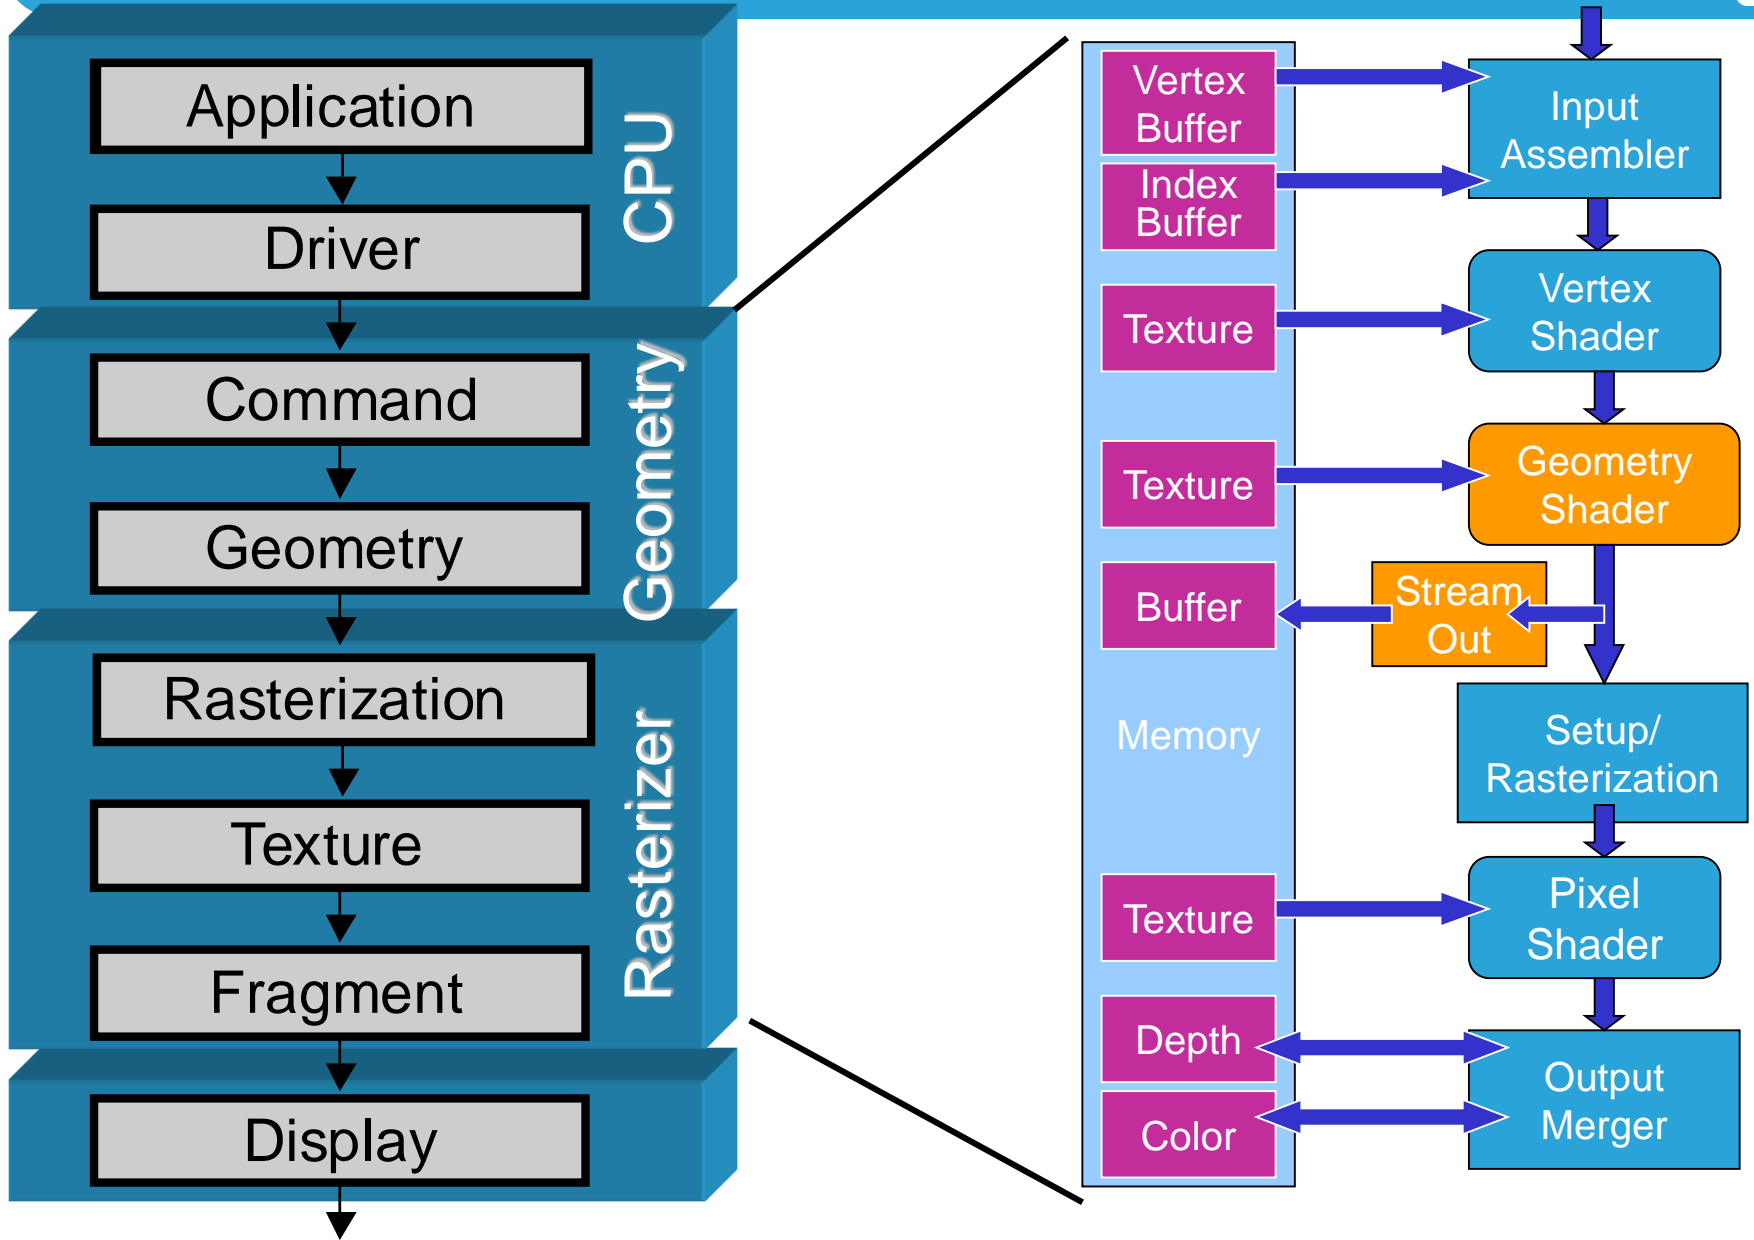 Application
Driver
CPU
Command
Geometry
Geometry
Rasterization
Texture
Fragment
Rasterizer
Display
Vertex
Buffer
Index
Buffer
Texture
Texture
Buffer
Memory
Texture
Depth
Color
Input
Assembler
Vertex
Shader
Geometry
Shader
Stream
Out
Setup/
Rasterization
Pixel
Shader
Output
Merger